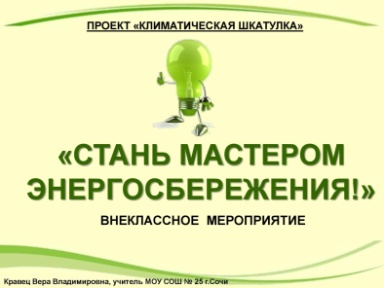 ПРОЕКТ «КЛИМАТИЧЕСКАЯ ШКАТУЛКА»
«СТАНЬ МАСТЕРОМ
ЭНЕРГОСБЕРЕЖЕНИЯ!»
ВНЕКЛАССНОЕ МЕРОПРИЯТИЕ
Кравец Вера Владимировна, учитель МОУ СОШ № 25 г.Сочи